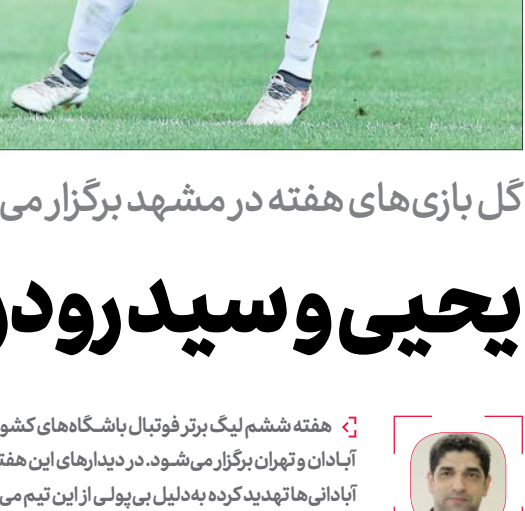 گل بازی‌های هفته در مشهد برگزار می
یحیی و سید رودر
هفته ششم لیگ برتر فوتبال باشگاه‌های کشو
آبادان و تهران برگزار می‌شود. در دیدارهای این هفت
آبادانی‌ها تهدید کرده به‌دلیل بی‌پولی از این تیم می